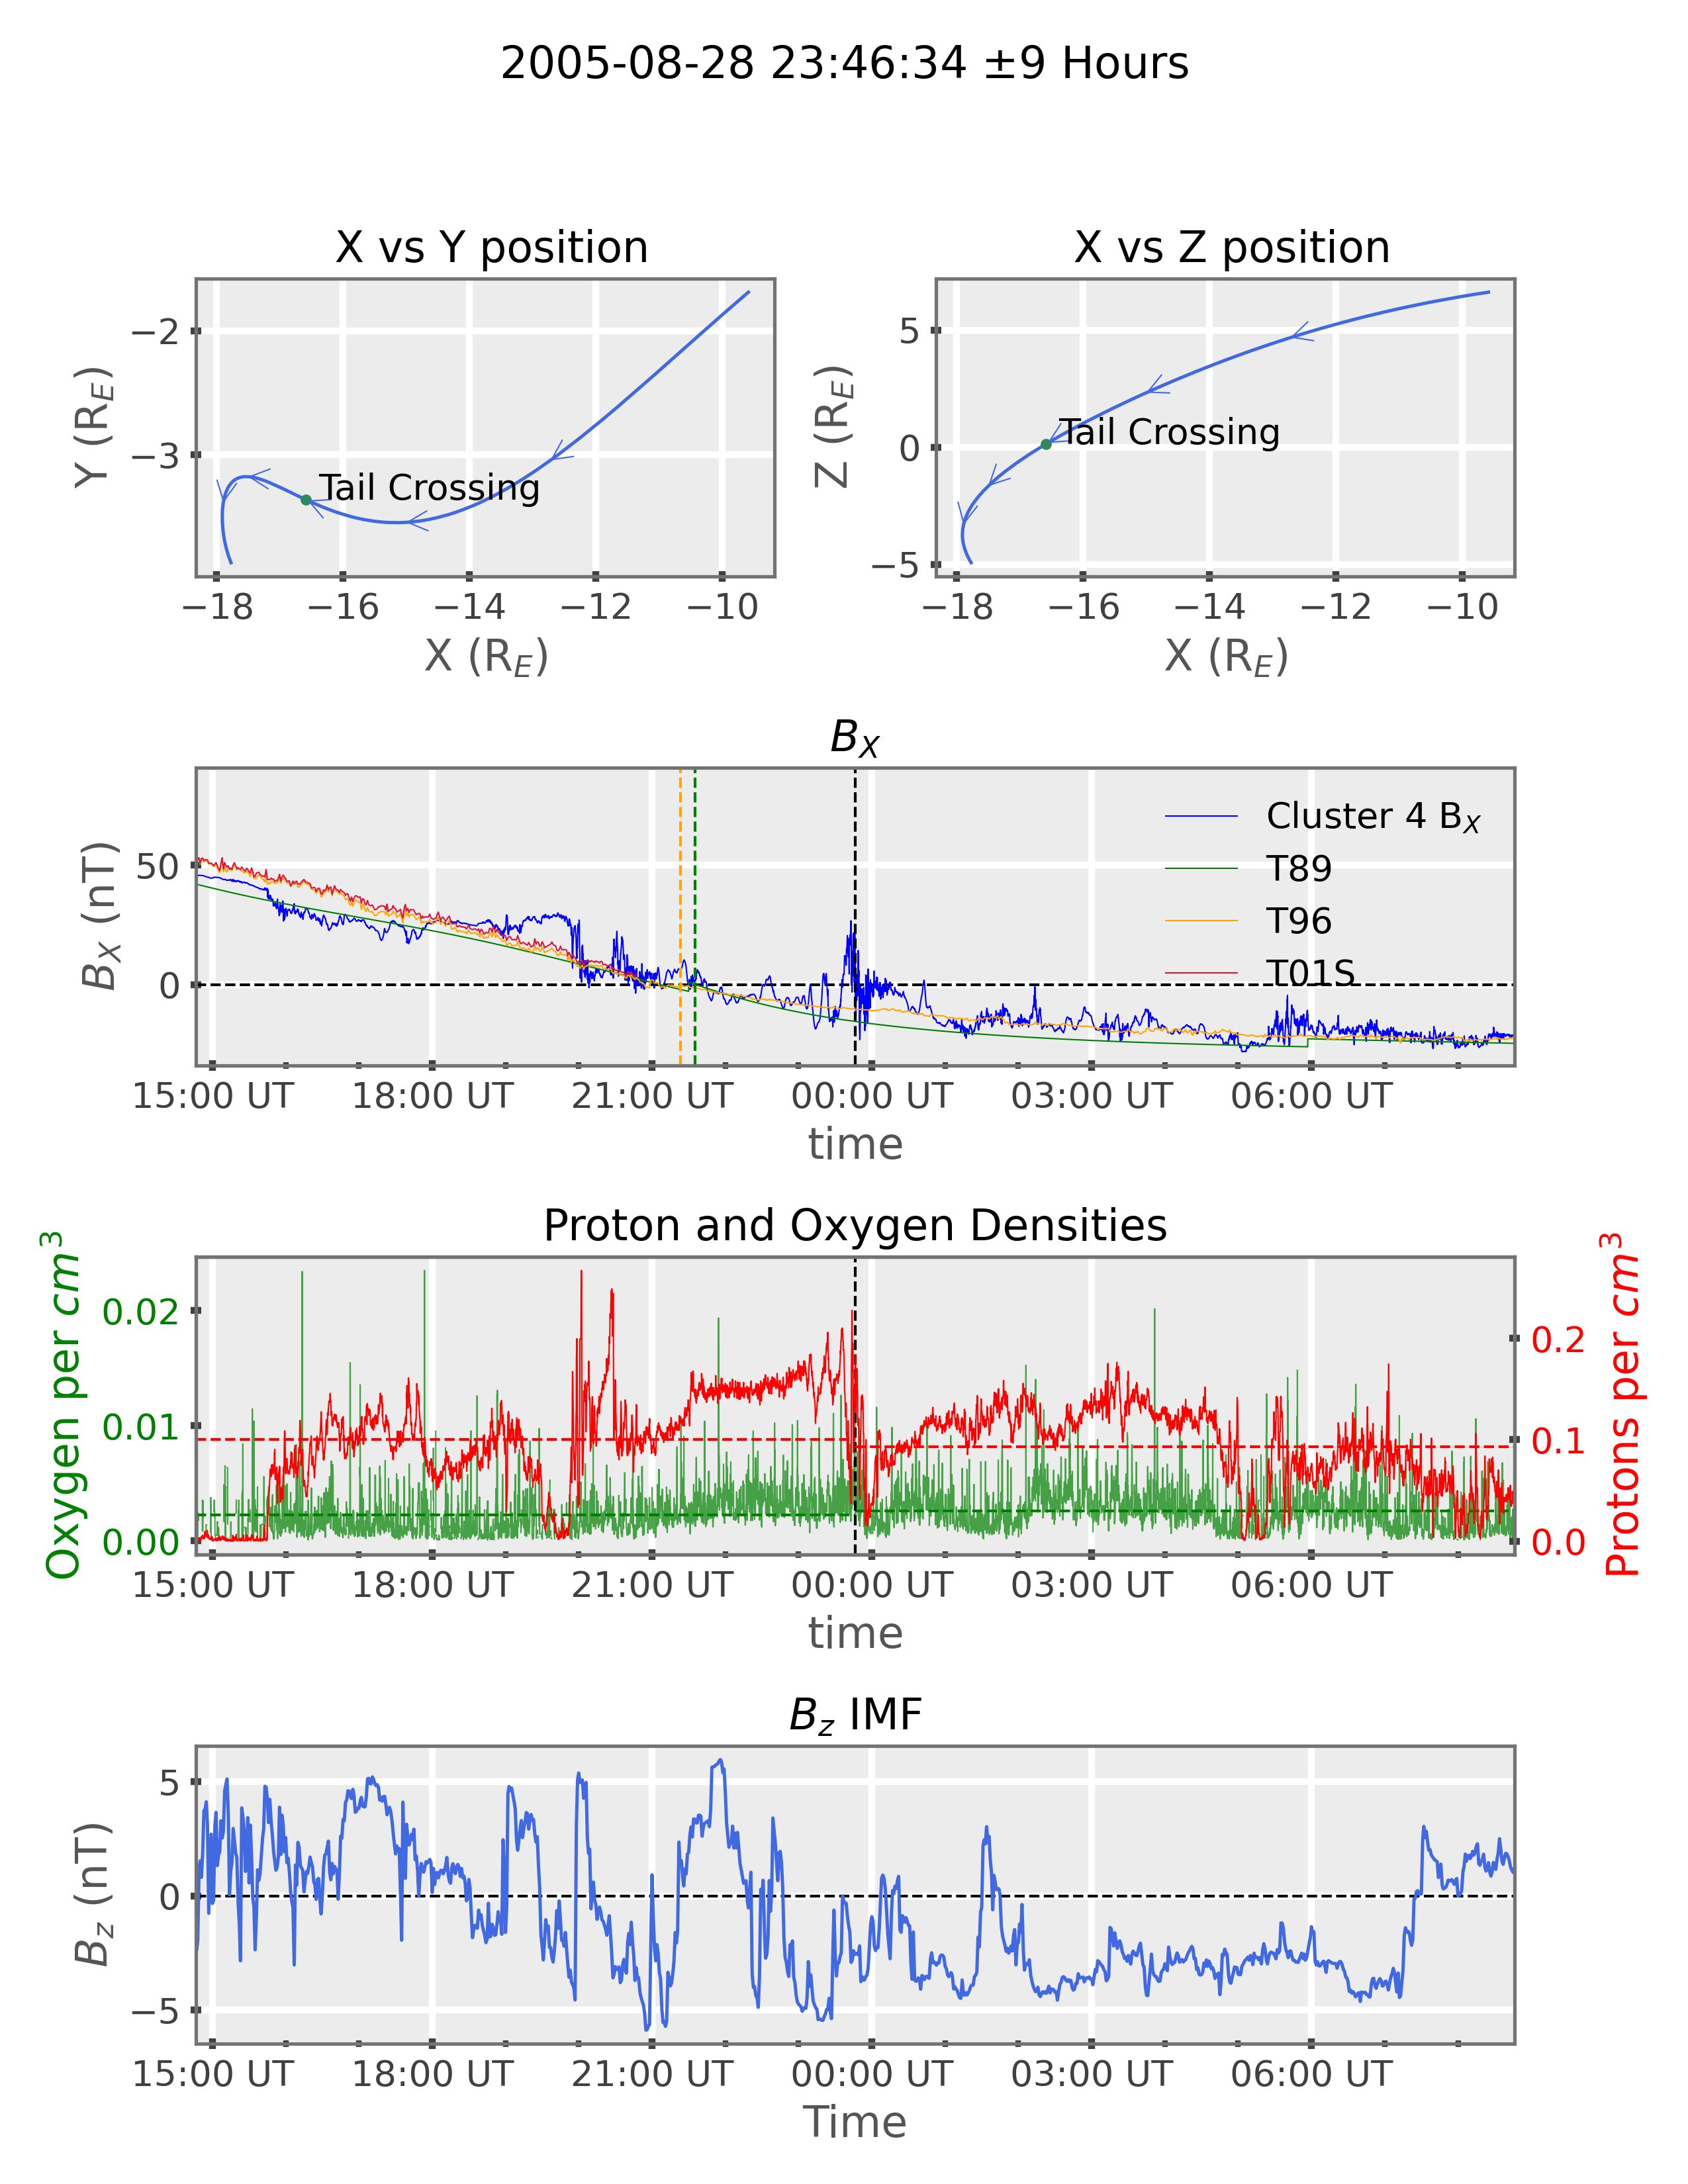 2005-08-28 23:46:34 ±9 Hours
X vs Y position
X vs Z position
Y (R_E)
−2
−3
Tail Crossing
−18 −16 −14 −12 −10
X (R_E)
Z (R_E)
5
0
−5
Tail Crossing
−18 −16 −14 −12 −10
X (R_E)
B_X
B_X (nT)
50
0
Cluster 4 B_X
T89
T96
T01S
15:00 UT 18:00 UT 21:00 UT 00:00 UT 03:00 UT 06:00 UT
time
Proton and Oxygen Densities
Oxygen per cm^3
0.02
0.01
0.00
Protons per cm^3
0.2
0.1
0.0
15:00 UT 18:00 UT 21:00 UT 00:00 UT 03:00 UT 06:00 UT
time
B_z IMF
B_z (nT)
5
0
−5
15:00 UT 18:00 UT 21:00 UT 00:00 UT 03:00 UT 06:00 UT
Time